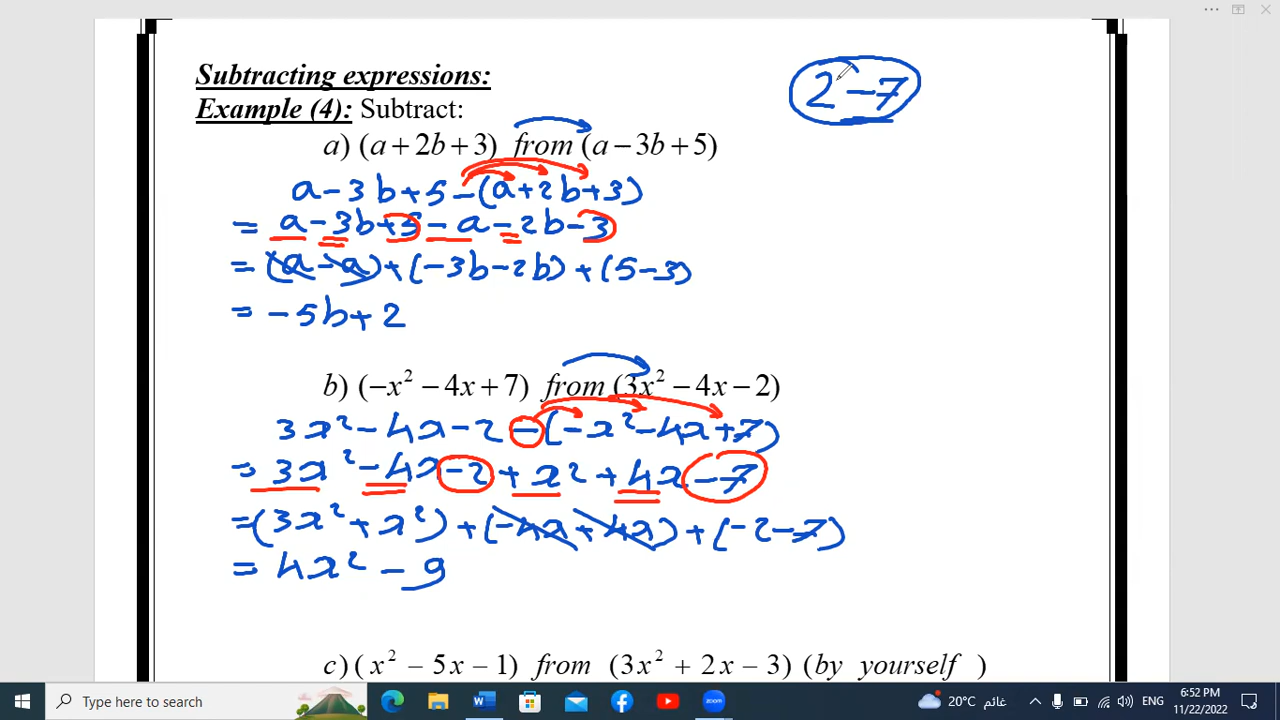 Subtracting expressions:
2 - 7
Example (4): Subtract:
a) (a + 2b + 3) from (a − 3b + 5)
a - 3b + 5 - (a + 2b + 3)
= a - 3b + 5 - a - 2b - 3
= (a - a) + (-3b - 2b) + (5 - 3)
= -5b + 2
b) (−x² − 4x + 7) from (3x² − 4x − 2)
3x² - 4x - 2 - (-x² - 4x + 7)
= 3x² - 4x - 2 + x² + 4x - 7
= (3x² + x²) + (-4x + 4x) + (-2 - 7)
= 4x² - 9
c) ( x² − 5x − 1) from (3x² + 2x − 3) (by yourself )
Type here to search
20°C غائم
ENG
6:52 PM
11/22/2022